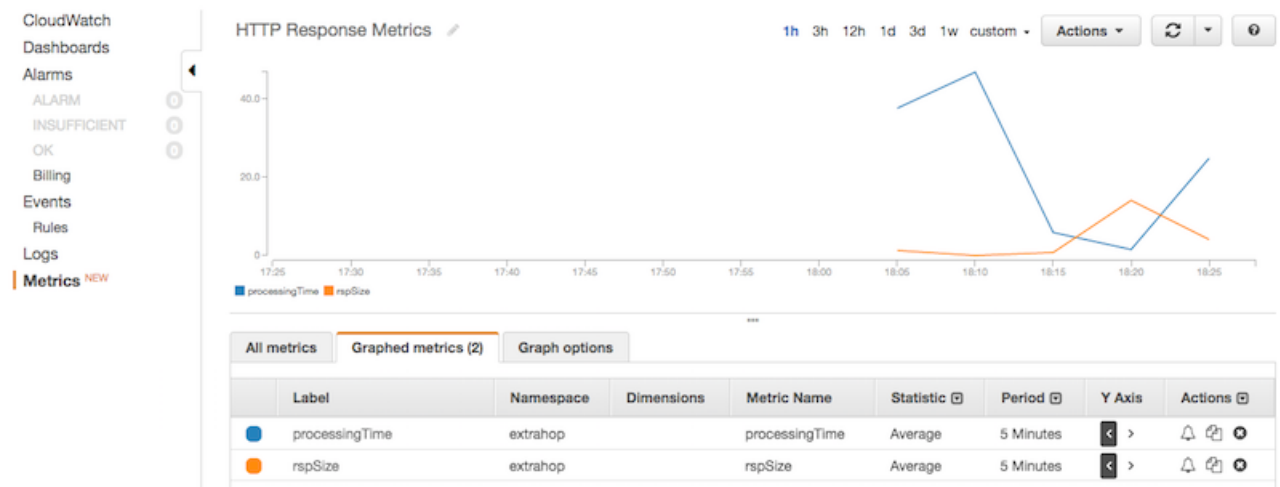 CloudWatch
Dashboards
Alarms
ALARM 0
INSUFFICIENT 0
OK 0
Billing
Events
Rules
Logs
Metrics NEW
HTTP Response Metrics
1h 3h 12h 1d 3d 1w custom Actions
40.0
20.0
0
17:25 17:30 17:35 17:40 17:45 17:50 17:55 18:00 18:05 18:10 18:15 18:20 18:25
processingTime rspSize
All metrics Graphed metrics (2) Graph options
Label Namespace Dimensions Metric Name Statistic Period Y Axis Actions
processingTime extrahop processingTime Average 5 Minutes < >
rspSize extrahop rspSize Average 5 Minutes < >